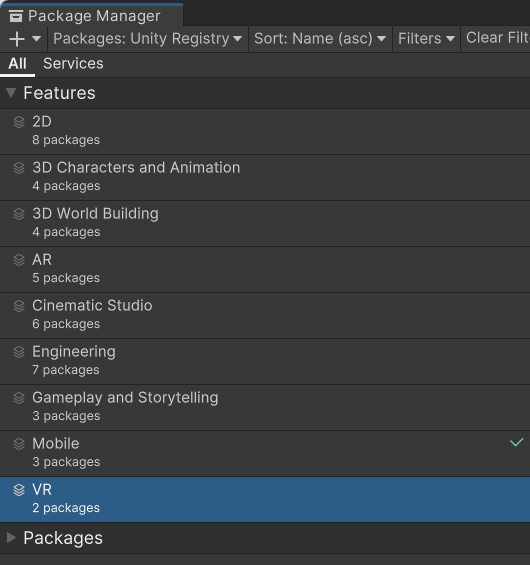 Package Manager
Packages: Unity Registry Sort: Name (asc) Filters Clear Filt
All Services
Features
2D
8 packages
3D Characters and Animation
4 packages
3D World Building
4 packages
AR
5 packages
Cinematic Studio
6 packages
Engineering
7 packages
Gameplay and Storytelling
3 packages
Mobile
3 packages
VR
2 packages
Packages